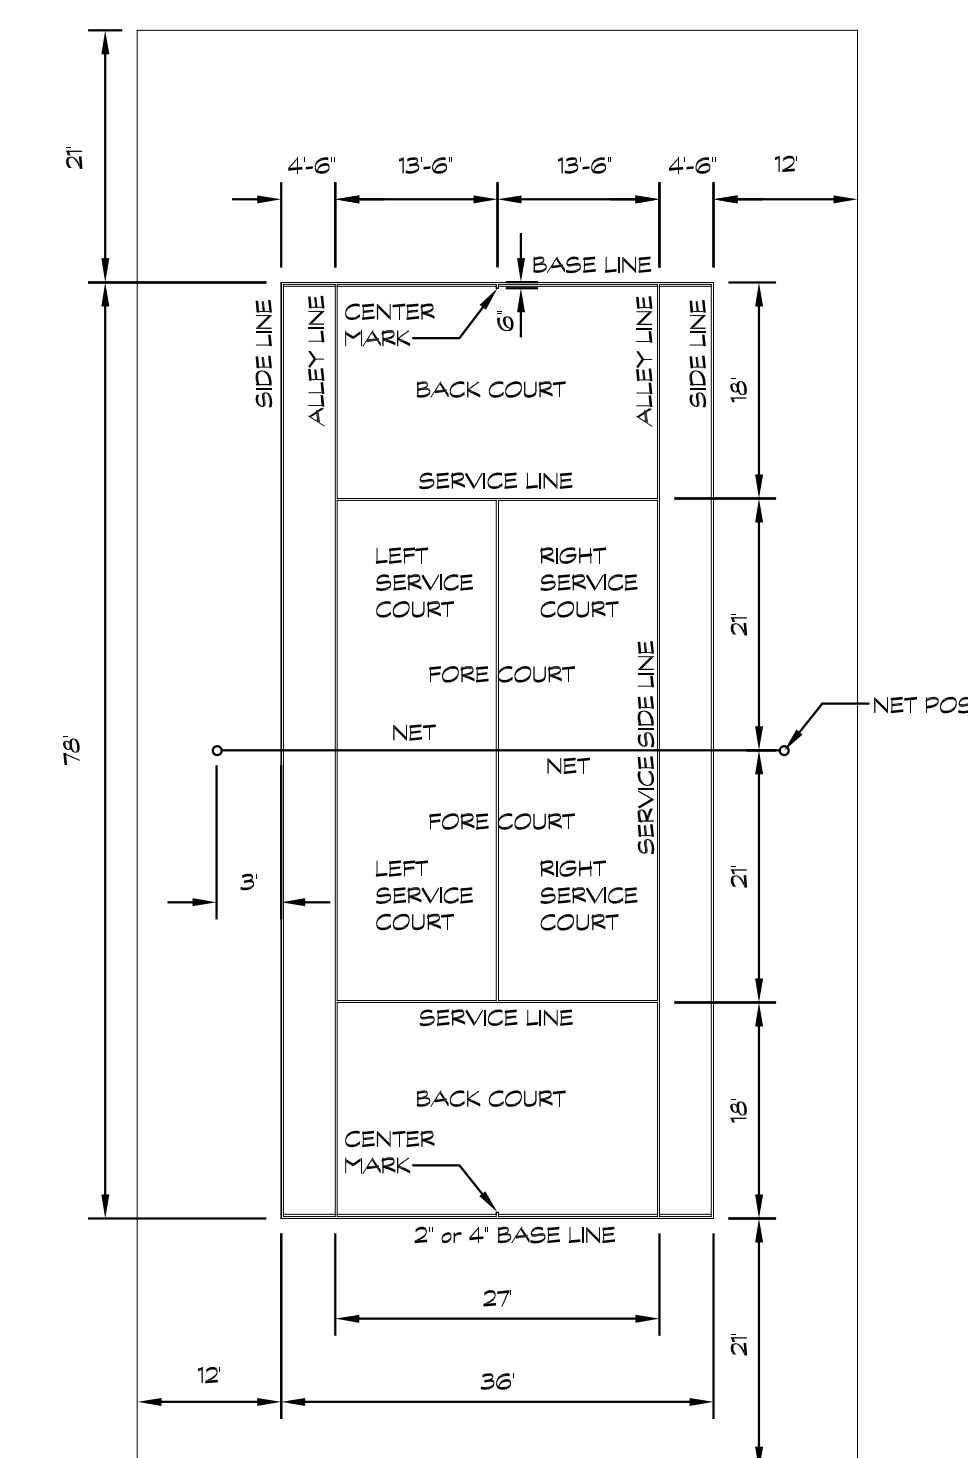 21'
4'-6"
13'-6"
13'-6"
4'-6"
12'
BASE LINE
SIDE LINE
ALLEY LINE
CENTER
MARK
6"
ALLEY LINE
SIDE LINE
18'
BACK COURT
SERVICE LINE
LEFT
SERVICE
COURT
RIGHT
SERVICE
COURT
21'
FORE COURT
SERVICE SIDE LINE
NET POS
78'
NET
NET
FORE COURT
LEFT
SERVICE
COURT
RIGHT
SERVICE
COURT
3'
21'
SERVICE LINE
BACK COURT
18'
CENTER
MARK
2" or 4" BASE LINE
27'
21'
12'
36'